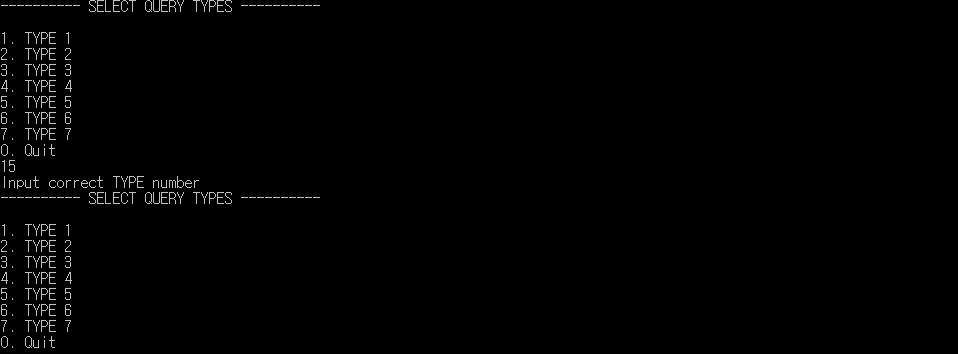 ---------- SELECT QUERY TYPES ----------
1. TYPE 1
2. TYPE 2
3. TYPE 3
4. TYPE 4
5. TYPE 5
6. TYPE 6
7. TYPE 7
0. Quit
15
Input correct TYPE number
---------- SELECT QUERY TYPES ----------
1. TYPE 1
2. TYPE 2
3. TYPE 3
4. TYPE 4
5. TYPE 5
6. TYPE 6
7. TYPE 7
0. Quit